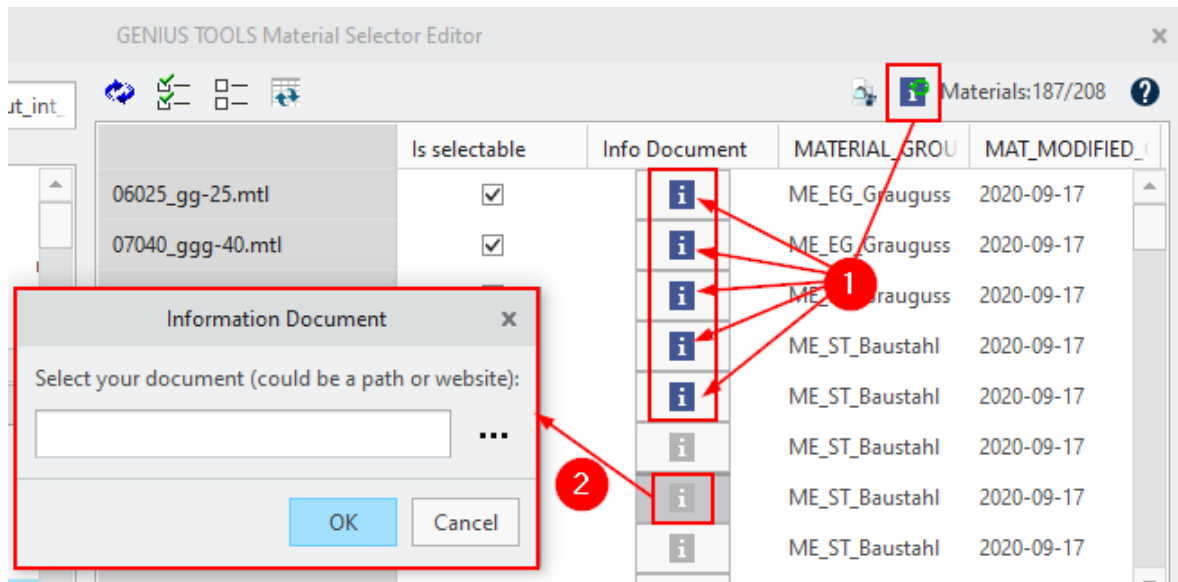 GENIUS TOOLS Material Selector Editor
ut_int_
Materials:187/208
Is selectable Info Document MATERIAL_GROU MAT_MODIFIED_
06025_gg-25.mtl ME_EG_Grauguss 2020-09-17
07040_ggg-40.mtl ME_EG_Grauguss 2020-09-17
1
rauguss 2020-09-17
ME_ST_Baustahl 2020-09-17
ME_ST_Baustahl 2020-09-17
ME_ST_Baustahl 2020-09-17
ME_ST_Baustahl 2020-09-17
ME_ST_Baustahl 2020-09-17
Information Document
Select your document (could be a path or website):
...
2
OK Cancel